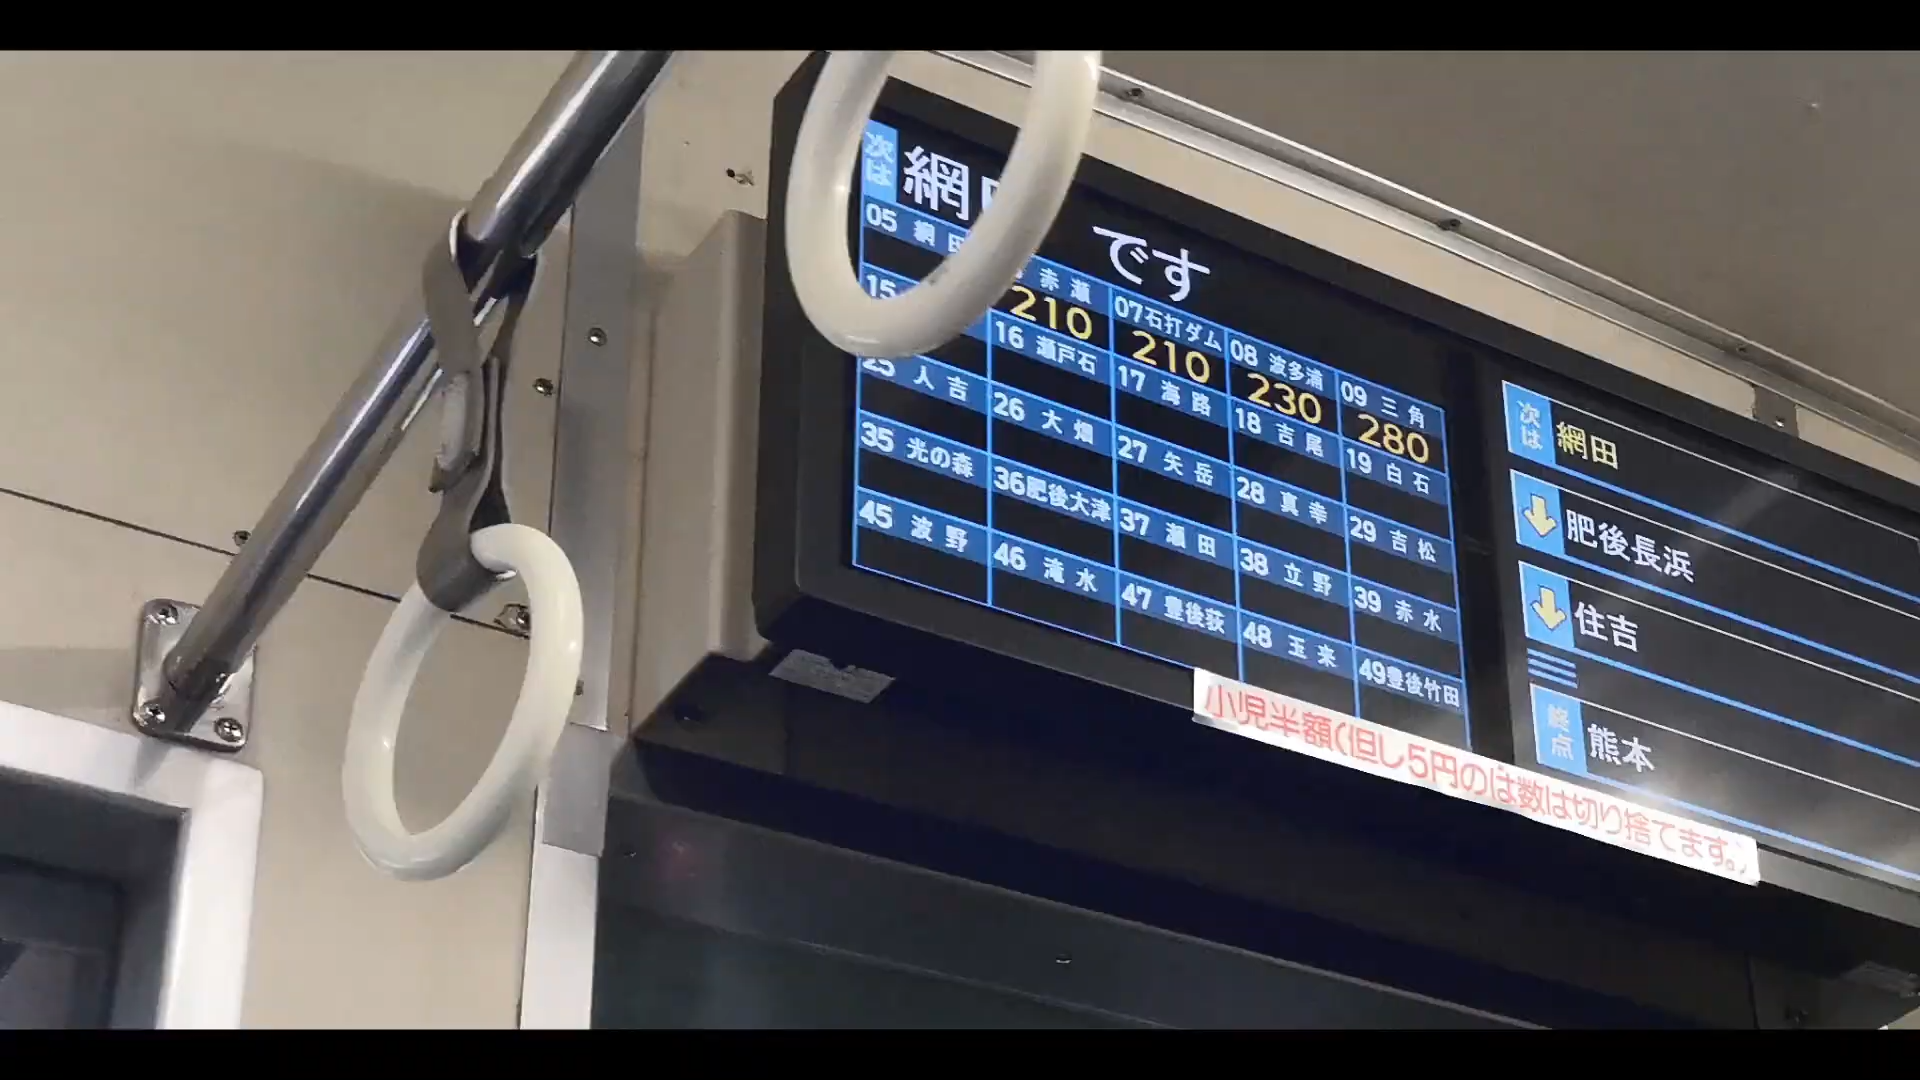 次は 網田 です
05 網田 赤瀬 07石打ダム 08 波多浦 09 三角
210 210 230 280
15 16 瀬戸石 17 海路 18 吉尾 19 白石
25 人吉 26 大畑 27 矢岳 28 真幸 29 吉松
35 光の森 36肥後大津 37 瀬田 38 立野 39 赤水
45 波野 46 滝水 47 豊後荻 48 玉来 49豊後竹田
次は 網田
肥後長浜
住吉
終点 熊本
小児半額(但し5円のは数は切り捨てます。)